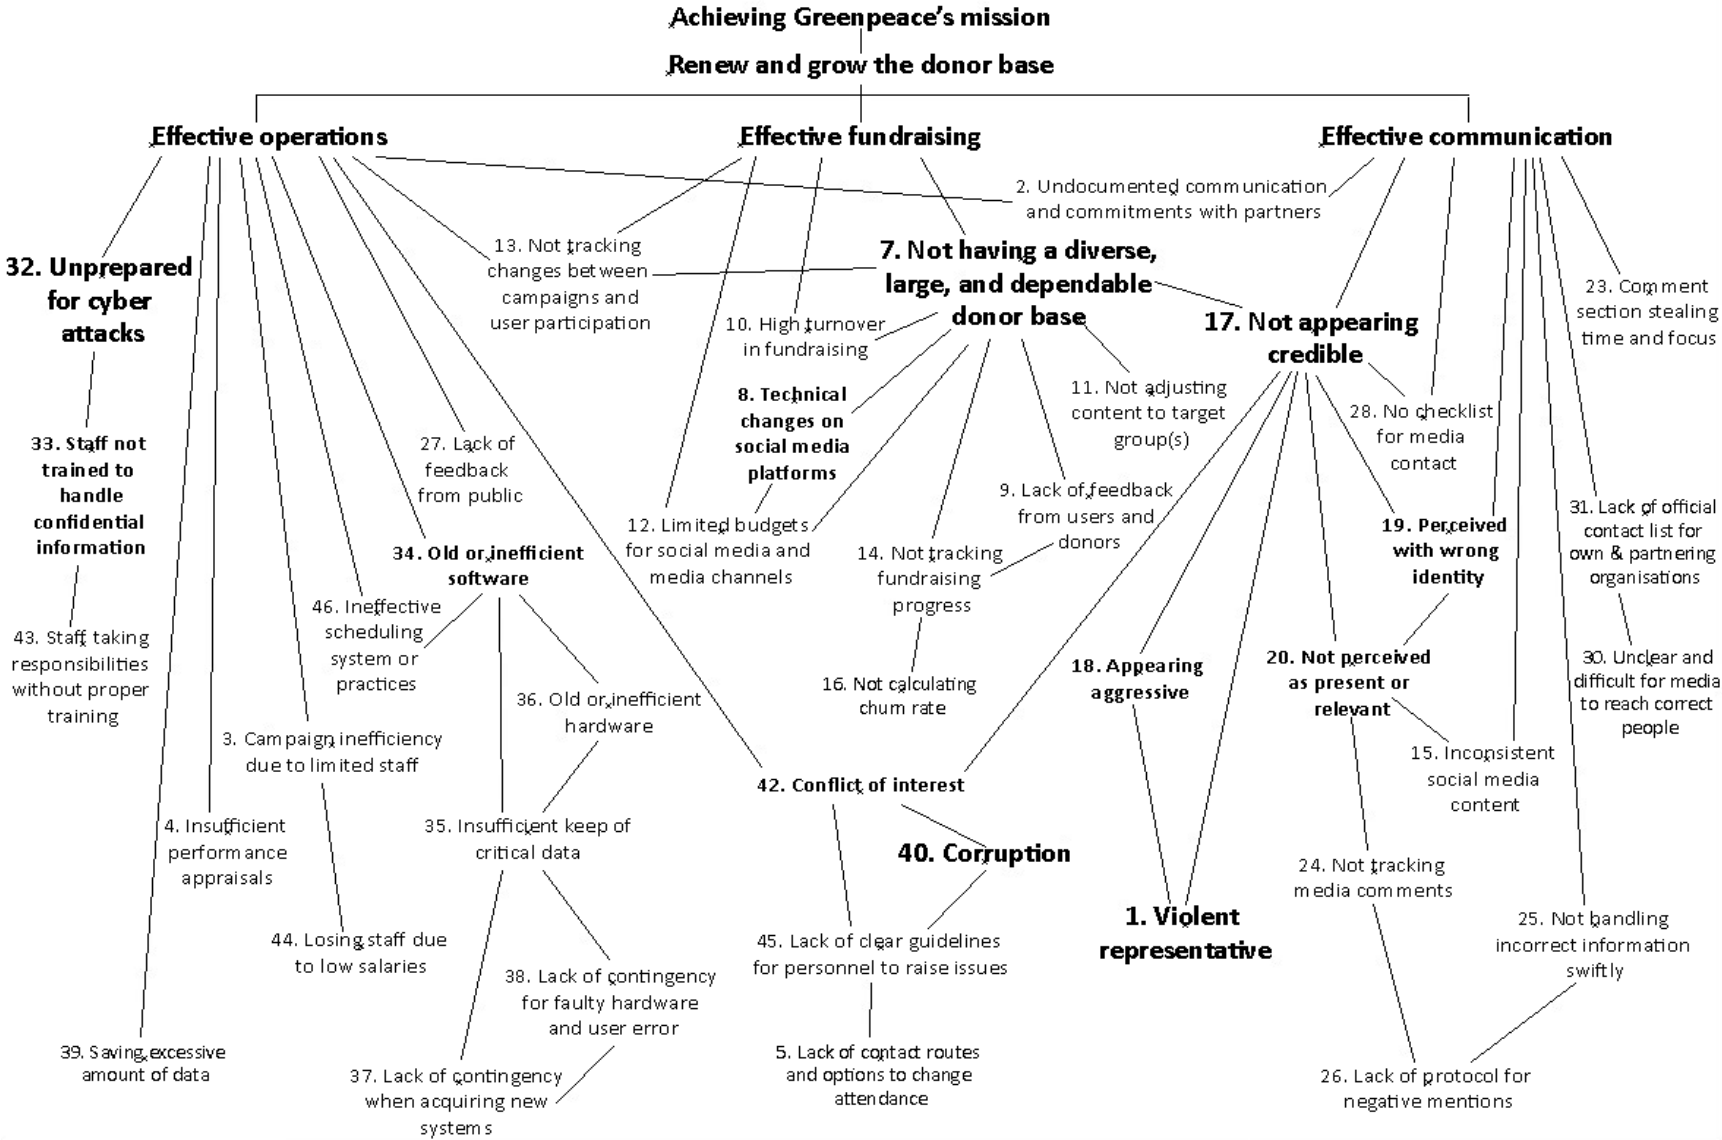 Achieving Greenpeace's mission
Renew and grow the donor base
Effective operations
Effective fundraising
Effective communication
2. Undocumented communication
and commitments with partners
13. Not tracking
changes between
campaigns and
user participation
7. Not having a diverse,
large, and dependable
donor base
32. Unprepared
for cyber
attacks
23. Comment
section stealing
time and focus
10. High turnover
in fundraising
17. Not appearing
credible
8. Technical
changes on
social media
platforms
11. Not adjusting
content to target
group(s)
28. No checklist
for media
contact
33. Staff not
trained to
handle
confidential
information
27. Lack of
feedback
from public
9. Lack of feedback
from users and
donors
12. Limited budgets
for social media and
media channels
14. Not tracking
fundraising
progress
19. Perceived
with wrong
identity
31. Lack of official
contact list for
own & partnering
organisations
34. Old or inefficient
software
46. Ineffective
scheduling
system or
practices
43. Staff taking
responsibilities
without proper
training
18. Appearing
aggressive
20. Not perceived
as present or
relevant
30. Unclear and
difficult for media
to reach correct
people
16. Not calculating
churn rate
36. Old or inefficient
hardware
3. Campaign inefficiency
due to limited staff
15. Inconsistent
social media
content
42. Conflict of interest
4. Insufficient
performance
appraisals
35. Insufficient keep of
critical data
40. Corruption
24. Not tracking
media comments
1. Violent
representative
25. Not handling
incorrect information
swiftly
44. Losing staff due
to low salaries
45. Lack of clear guidelines
for personnel to raise issues
38. Lack of contingency
for faulty hardware
and user error
39. Saving excessive
amount of data
37. Lack of contingency
when acquiring new
systems
5. Lack of contact routes
and options to change
attendance
26. Lack of protocol for
negative mentions